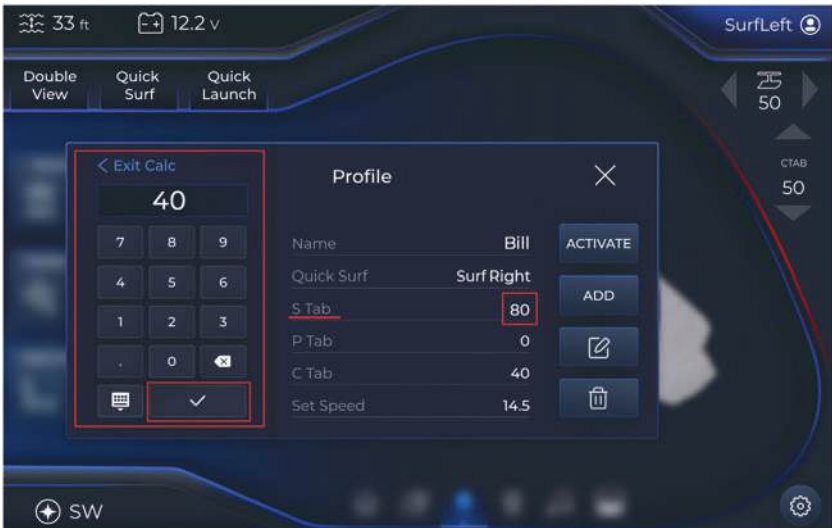 33 ft
12.2 V
SurfLeft
Double View
Quick Surf
Quick Launch
50
CTAB
50
< Exit Calc
40
7 8 9
4 5 6
1 2 3
. 0
Profile
Name Bill
Quick Surf Surf Right
S Tab 80
P Tab 0
C Tab 40
Set Speed 14.5
ACTIVATE
ADD
SW